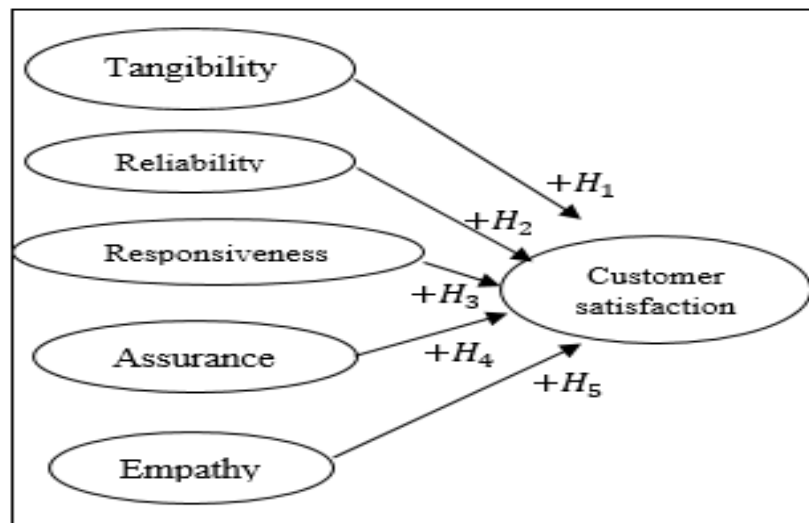 Tangibility
+H₁
Reliability
+H₂
Responsiveness
+H₃
Customer
satisfaction
Assurance
+H₄
Empathy
+H₅